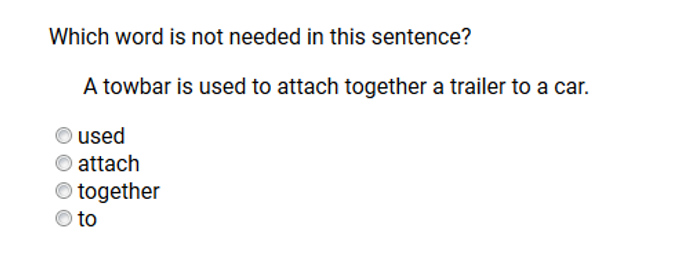 Which word is not needed in this sentence?
A towbar is used to attach together a trailer to a car.
used
attach
together
to